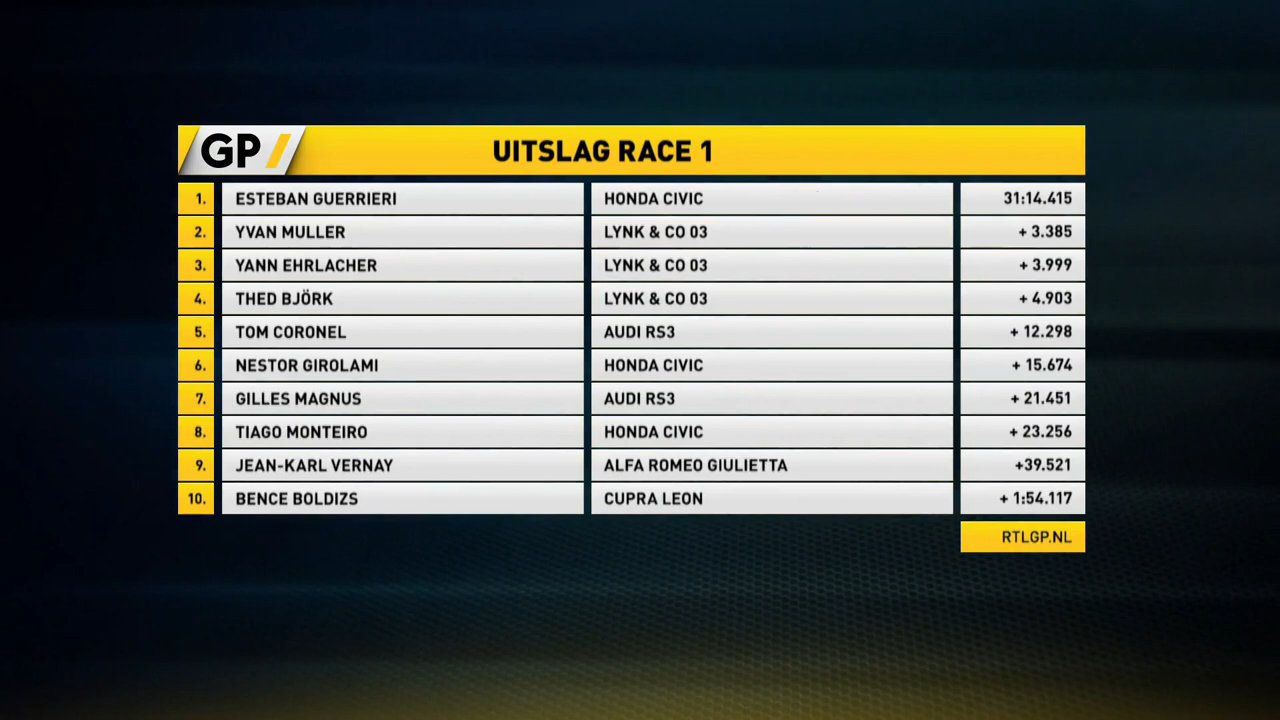 GP
UITSLAG RACE 1
1. ESTEBAN GUERRIERI HONDA CIVIC 31:14.415
2. YVAN MULLER LYNK & CO 03 + 3.385
3. YANN EHRLACHER LYNK & CO 03 + 3.999
4. THED BJÖRK LYNK & CO 03 + 4.903
5. TOM CORONEL AUDI RS3 + 12.298
6. NESTOR GIROLAMI HONDA CIVIC + 15.674
7. GILLES MAGNUS AUDI RS3 + 21.451
8. TIAGO MONTEIRO HONDA CIVIC + 23.256
9. JEAN-KARL VERNAY ALFA ROMEO GIULIETTA +39.521
10. BENCE BOLDIZS CUPRA LEON + 1:54.117
RTLGP.NL